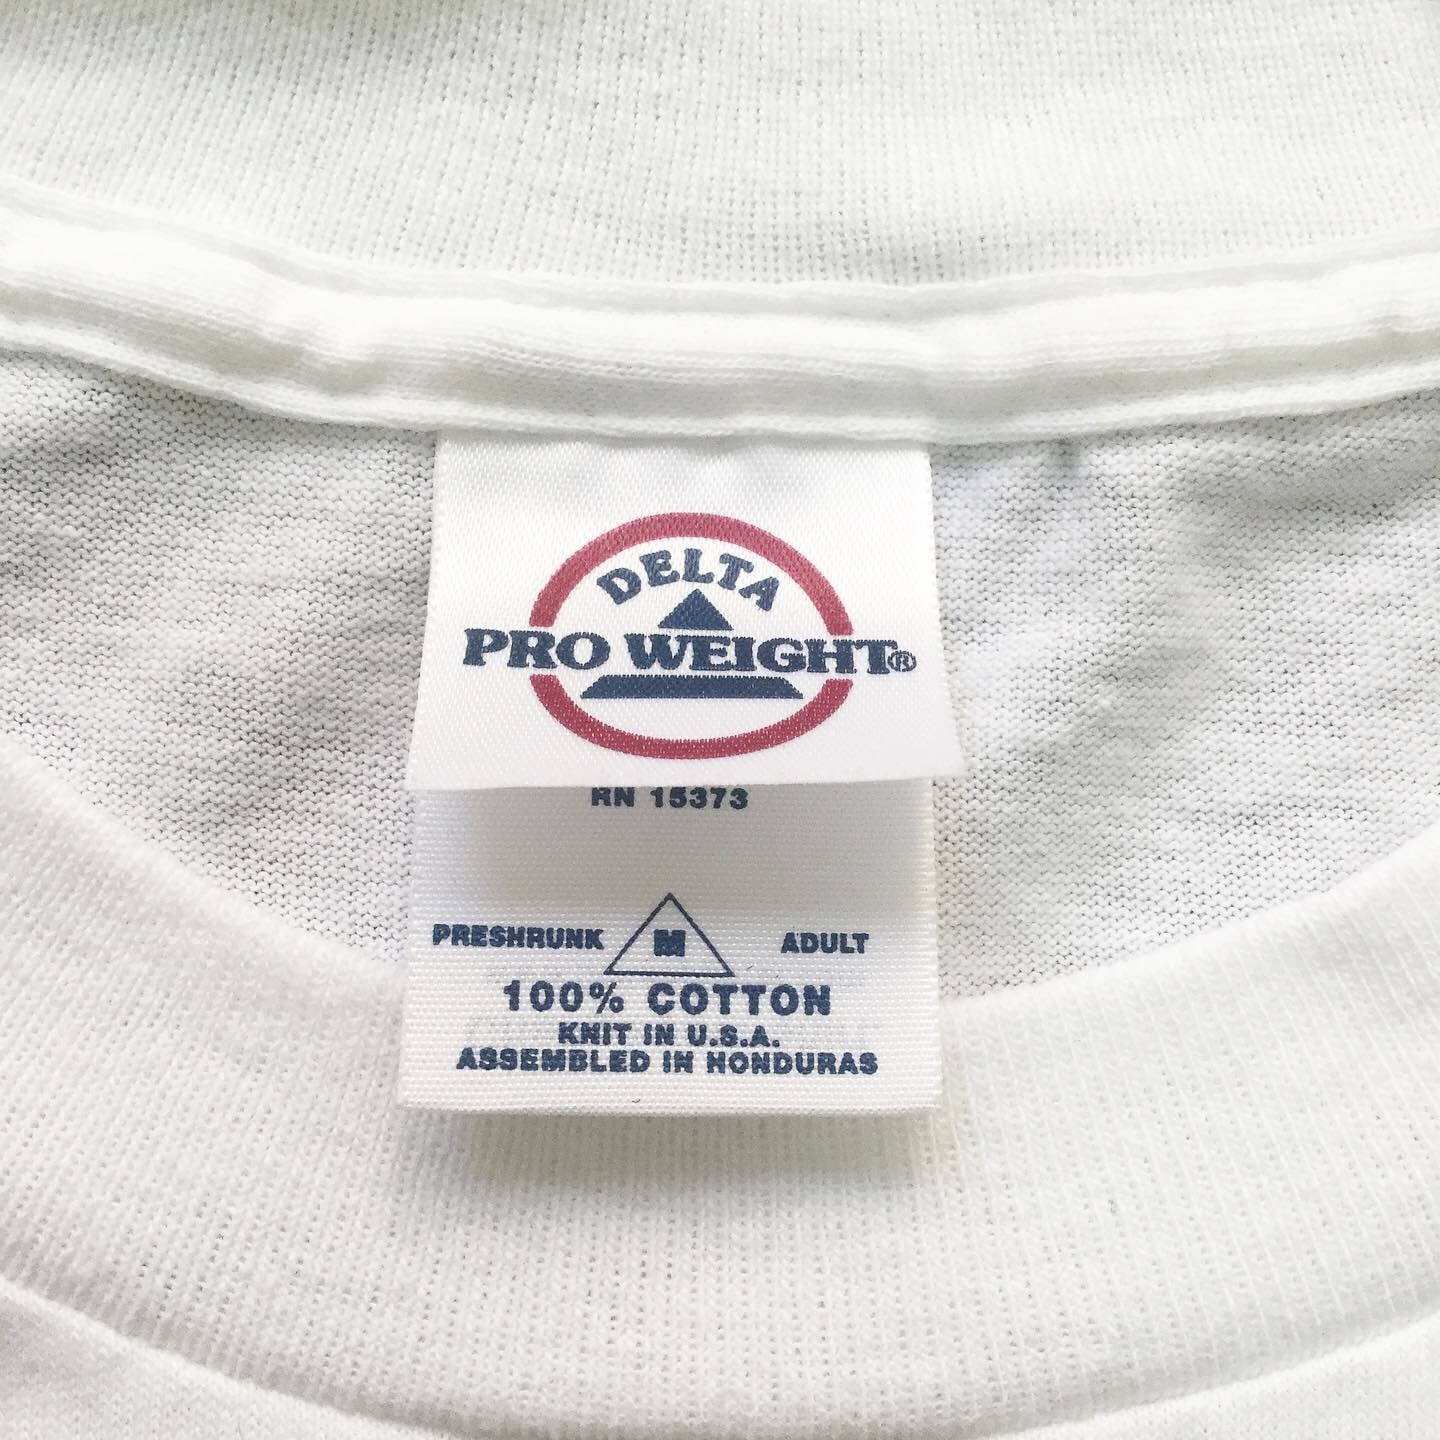 DELTA
PRO WEIGHT®
RN 15373
PRESHRUNK M ADULT
100% COTTON
KNIT IN U.S.A.
ASSEMBLED IN HONDURAS